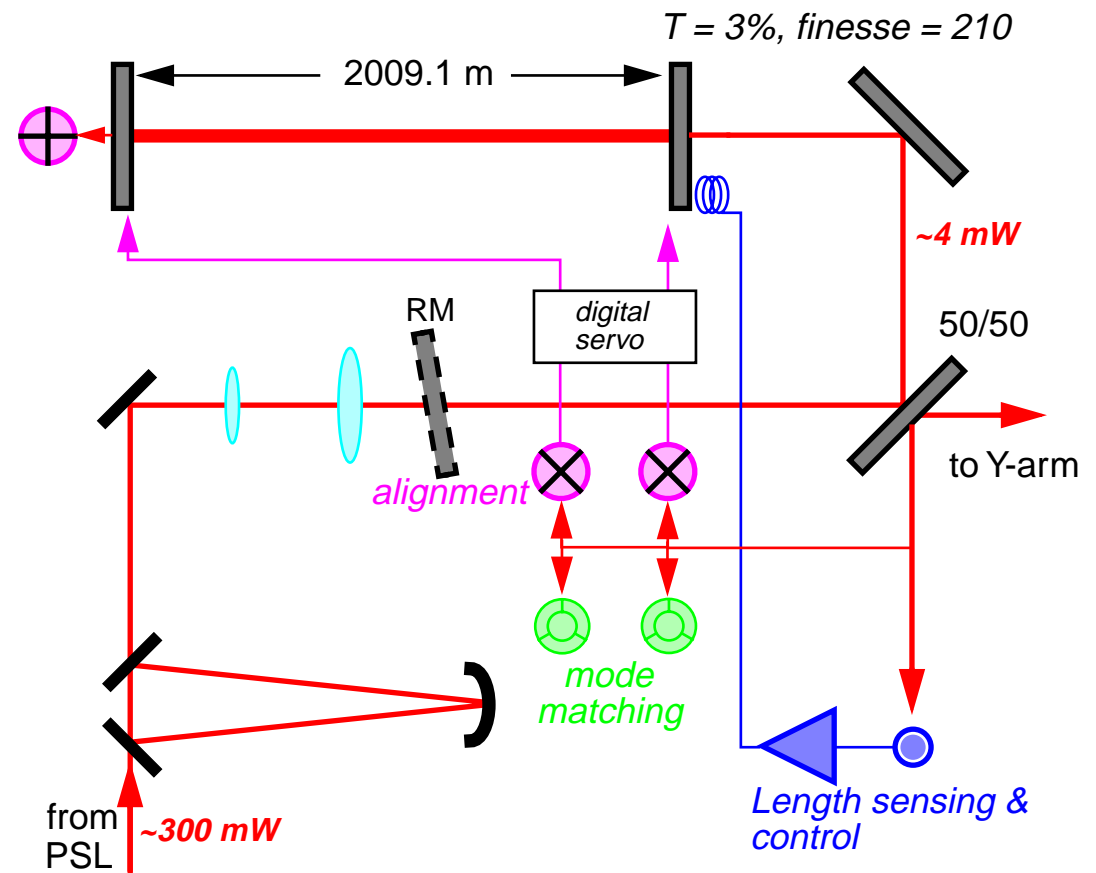 T = 3%, finesse = 210
2009.1 m
~4 mW
RM
digital
servo
50/50
to Y-arm
alignment
mode
matching
from
PSL
~300 mW
Length sensing &
control